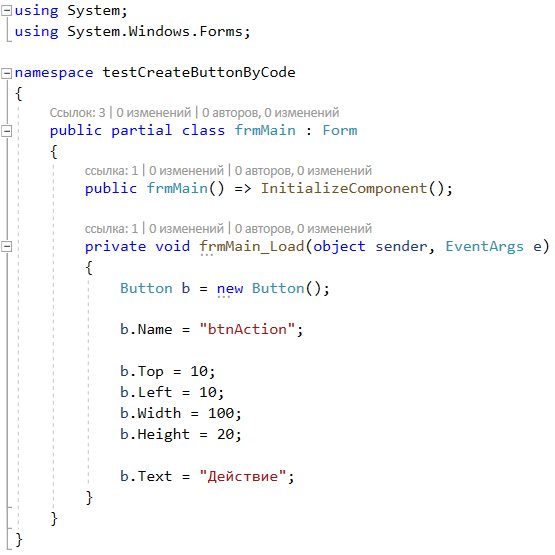 using System;
using System.Windows.Forms;
namespace testCreateButtonByCode
{
Ссылок: 3 | 0 изменений | 0 авторов, 0 изменений
public partial class frmMain : Form
{
ссылка: 1 | 0 изменений | 0 авторов, 0 изменений
public frmMain() => InitializeComponent();
ссылка: 1 | 0 изменений | 0 авторов, 0 изменений
private void frmMain_Load(object sender, EventArgs e)
{
Button b = new Button();
b.Name = "btnAction";
b.Top = 10;
b.Left = 10;
b.Width = 100;
b.Height = 20;
b.Text = "Действие";
}
}
}